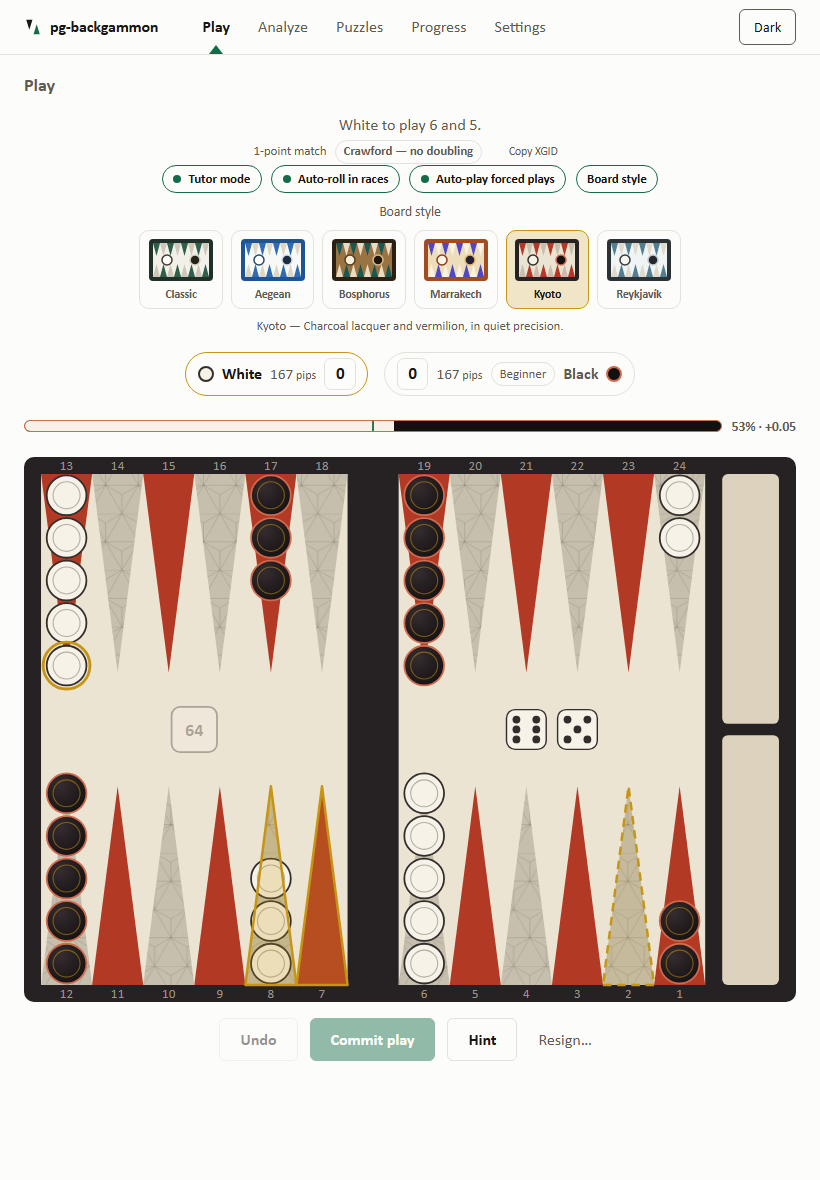 pg-backgammon Play Analyze Puzzles Progress Settings Dark
Play
White to play 6 and 5.
1-point match Crawford — no doubling Copy XGID
Tutor mode Auto-roll in races Auto-play forced plays Board style
Board style
Classic Aegean Bosphorus Marrakech Kyoto Reykjavík
Kyoto — Charcoal lacquer and vermilion, in quiet precision.
White 167 pips 0 0 167 pips Beginner Black
53% · +0.05
13 14 15 16 17 18 19 20 21 22 23 24
64
12 11 10 9 8 7 6 5 4 3 2 1
Undo Commit play Hint Resign...